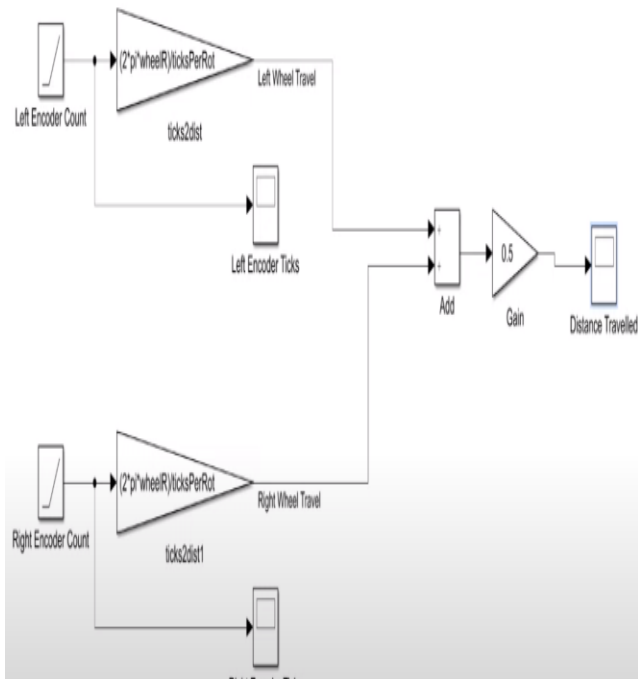 (2*pi*wheelR)/ticksPerRot
Left Wheel Travel
Left Encoder Count
ticks2dist
Left Encoder Ticks
+
+
0.5
Add
Gain
Distance Travelled
(2*pi*wheelR)/ticksPerRot
Right Wheel Travel
Right Encoder Count
ticks2dist1